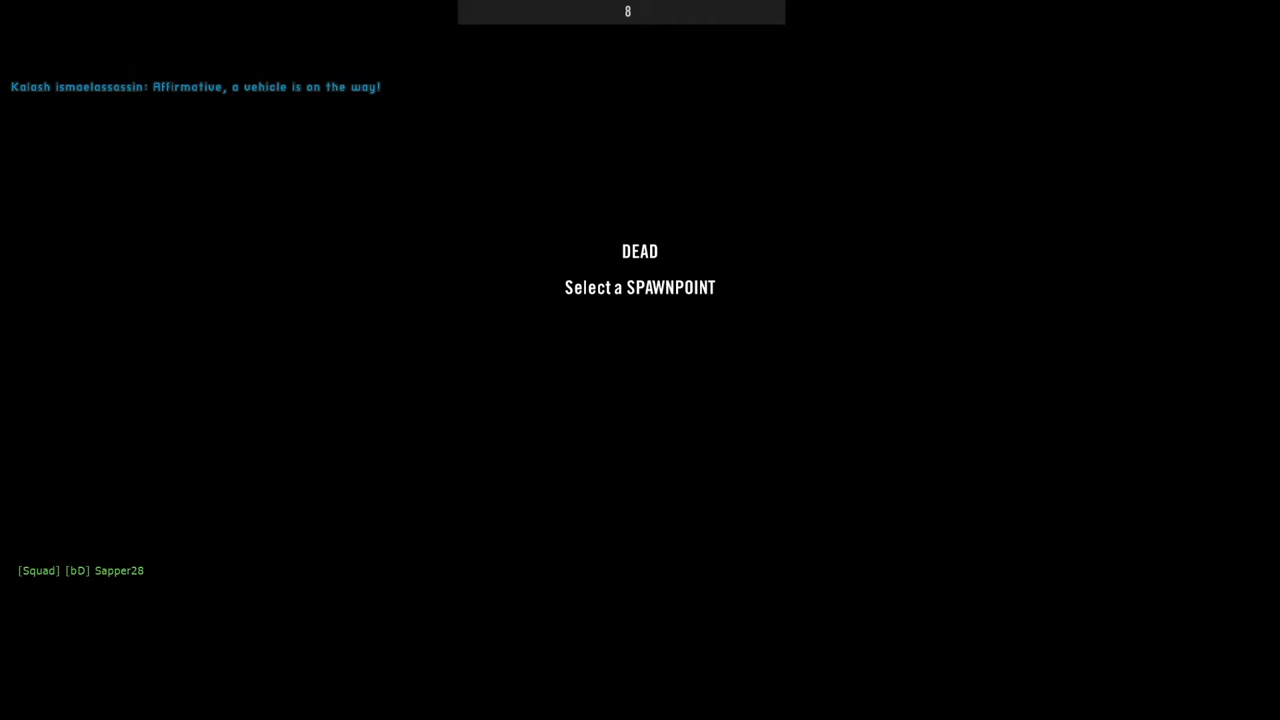 8
Kalash ismaelassassin: Affirmative, a vehicle is on the way!
DEAD
Select a SPAWNPOINT
[Squad] [bD] Sapper28